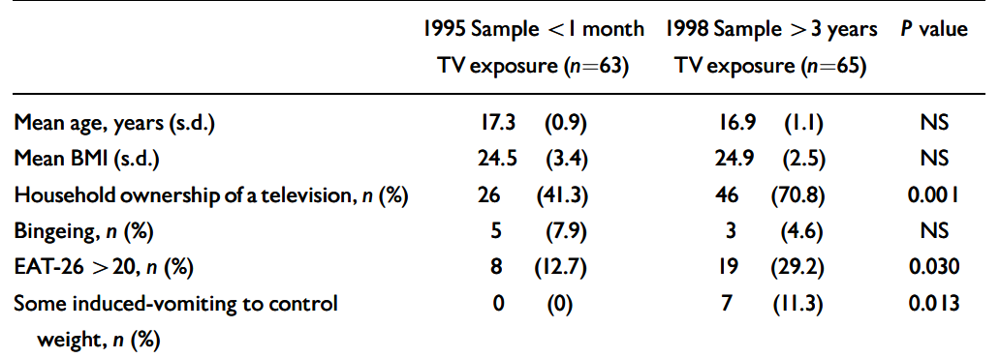 1995 Sample <1 month 1998 Sample >3 years P value
TV exposure (n=63) TV exposure (n=65)
Mean age, years (s.d.) 17.3 (0.9) 16.9 (1.1) NS
Mean BMI (s.d.) 24.5 (3.4) 24.9 (2.5) NS
Household ownership of a television, n (%) 26 (41.3) 46 (70.8) 0.001
Bingeing, n (%) 5 (7.9) 3 (4.6) NS
EAT-26 >20, n (%) 8 (12.7) 19 (29.2) 0.030
Some induced-vomiting to control 0 (0) 7 (11.3) 0.013
weight, n (%)